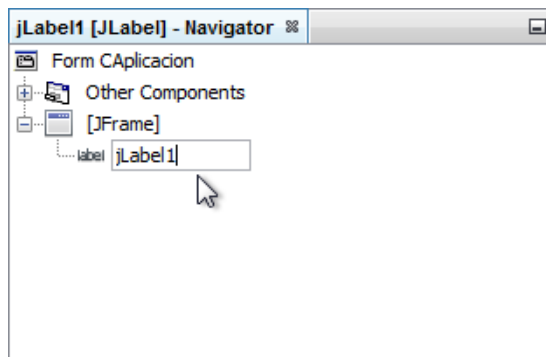 jLabel1 [JLabel] - Navigator
Form CAplicacion
Other Components
[JFrame]
label jLabel1